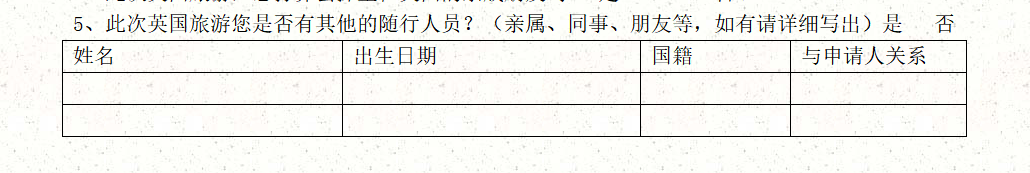 5、此次英国旅游您是否有其他的随行人员？（亲属、同事、朋友等，如有请详细写出）是 否
姓名 出生日期 国籍 与申请人关系